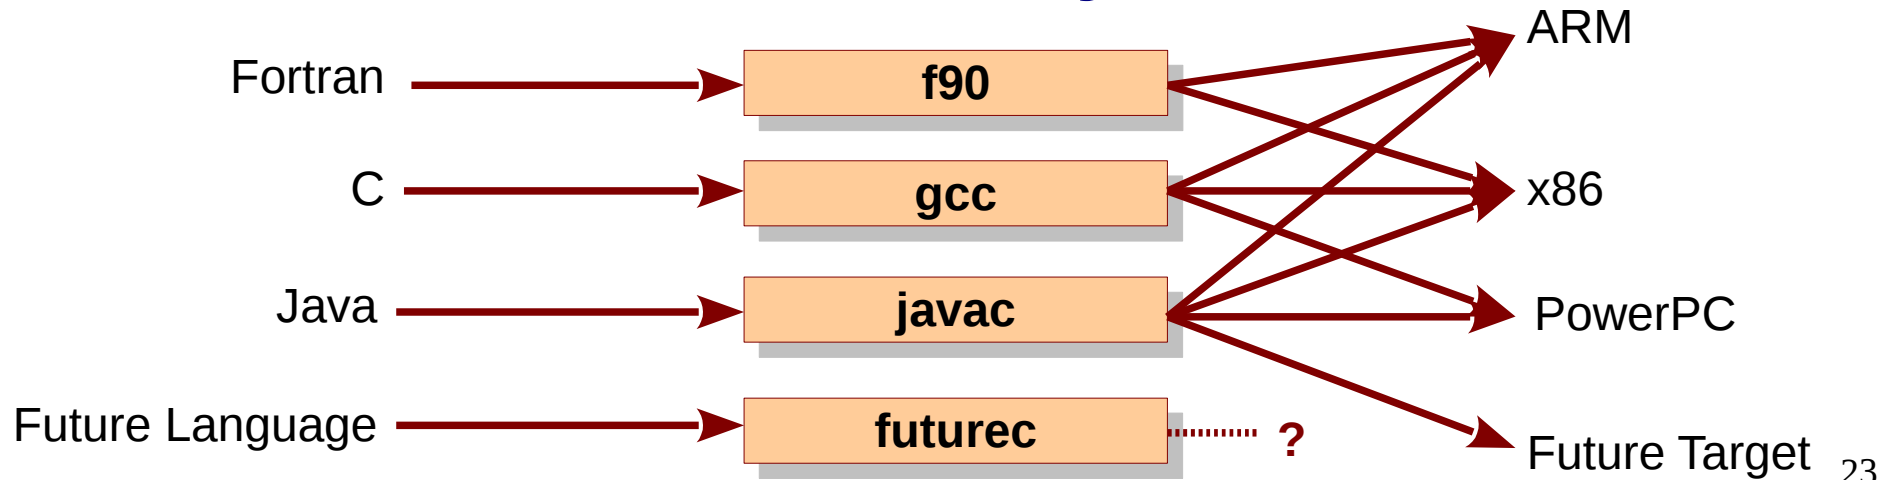 ARM
Fortran
f90
C
gcc
x86
Java
javac
PowerPC
Future Language
futurec
?
Future Target
23